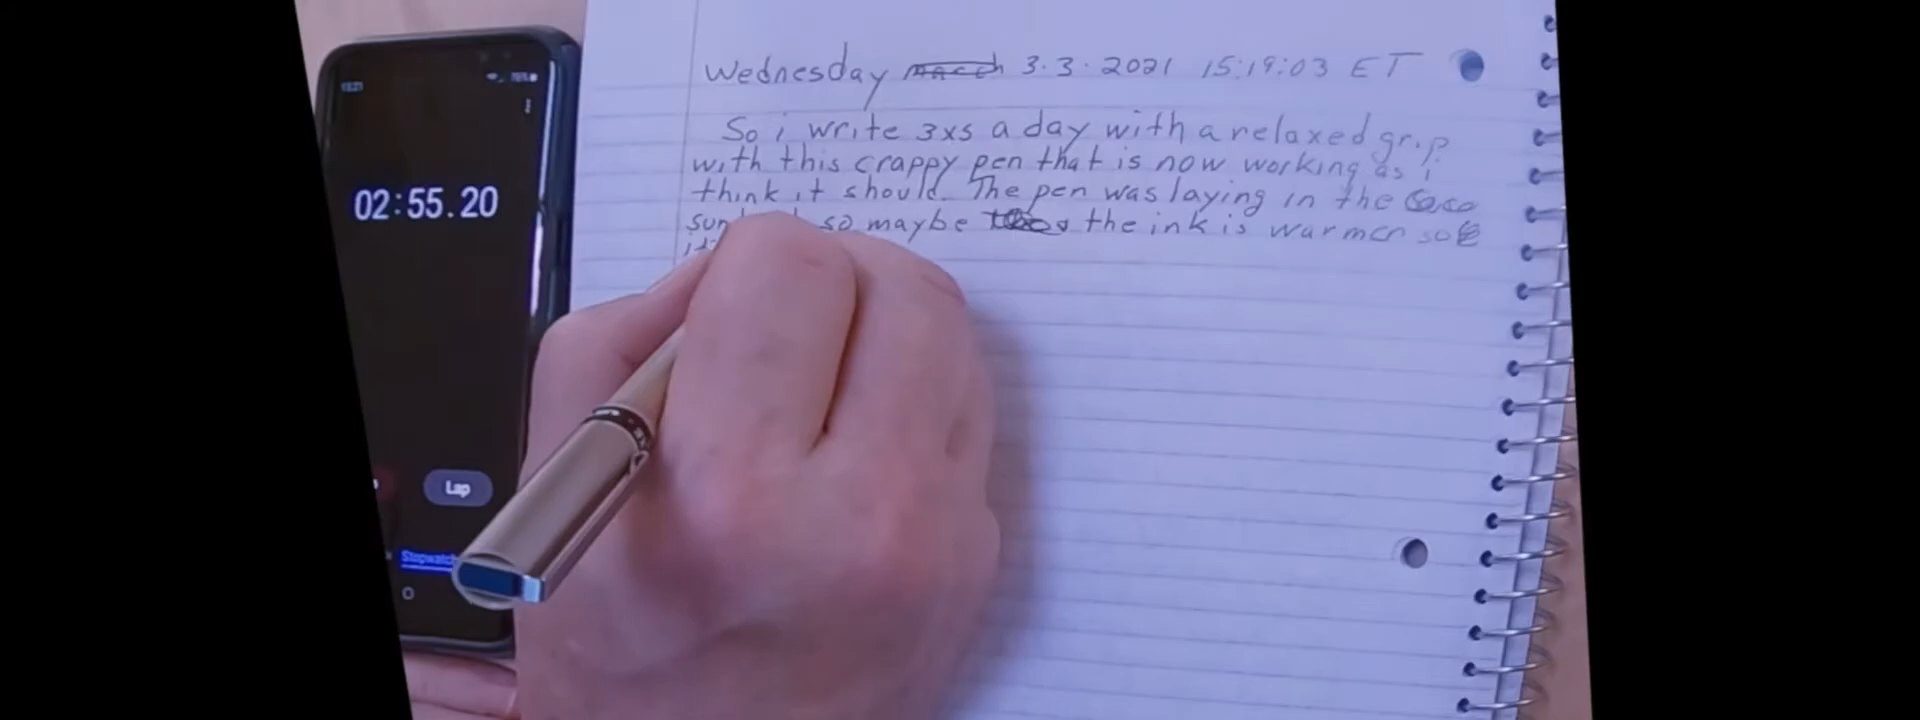 Wednesday 3.3.2021 15:19:03 ET
So i write 3xs a day with a relaxed grip
with this crappy pen that is now working as i
think it should. The pen was laying in the
so maybe the ink is warmer so
02:55.20
Lap
Stopwatch